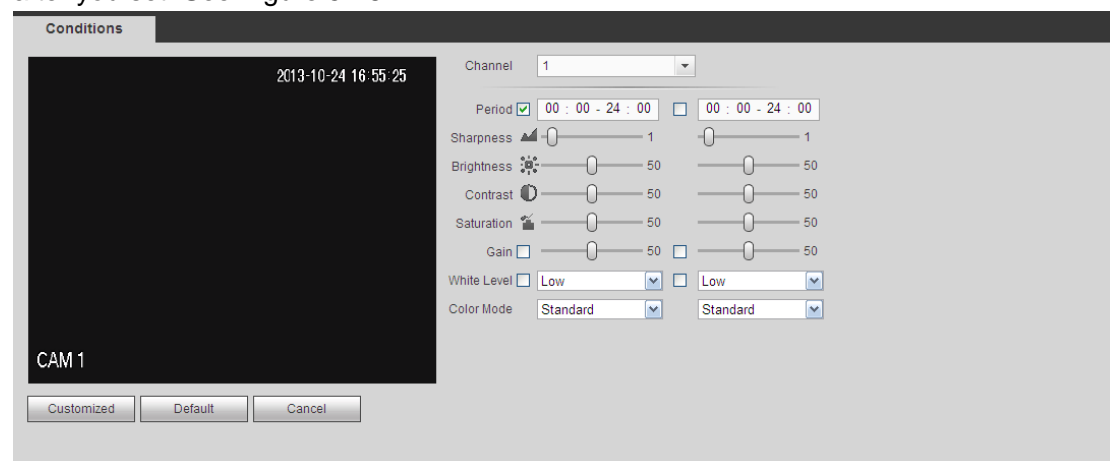 Conditions
2013-10-24 16:55:25
CAM 1
Customized Default Cancel
Channel 1
Period 00 : 00 - 24 : 00 00 : 00 - 24 : 00
Sharpness 1 1
Brightness 50 50
Contrast 50 50
Saturation 50 50
Gain 50 50
White Level Low Low
Color Mode Standard Standard